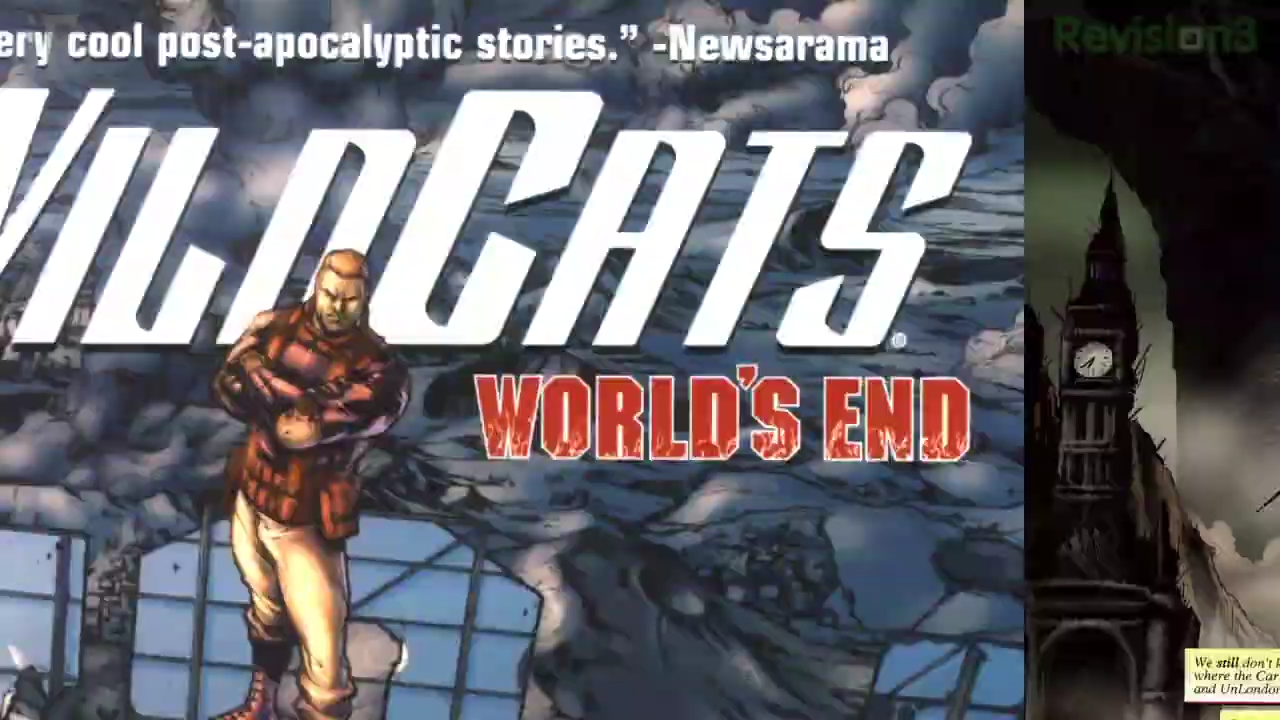 ery cool post-apocalyptic stories.” -Newsarama
WILDCATS
WORLD'S END
Revision3
We still don't k
where the Car
and UnLondon